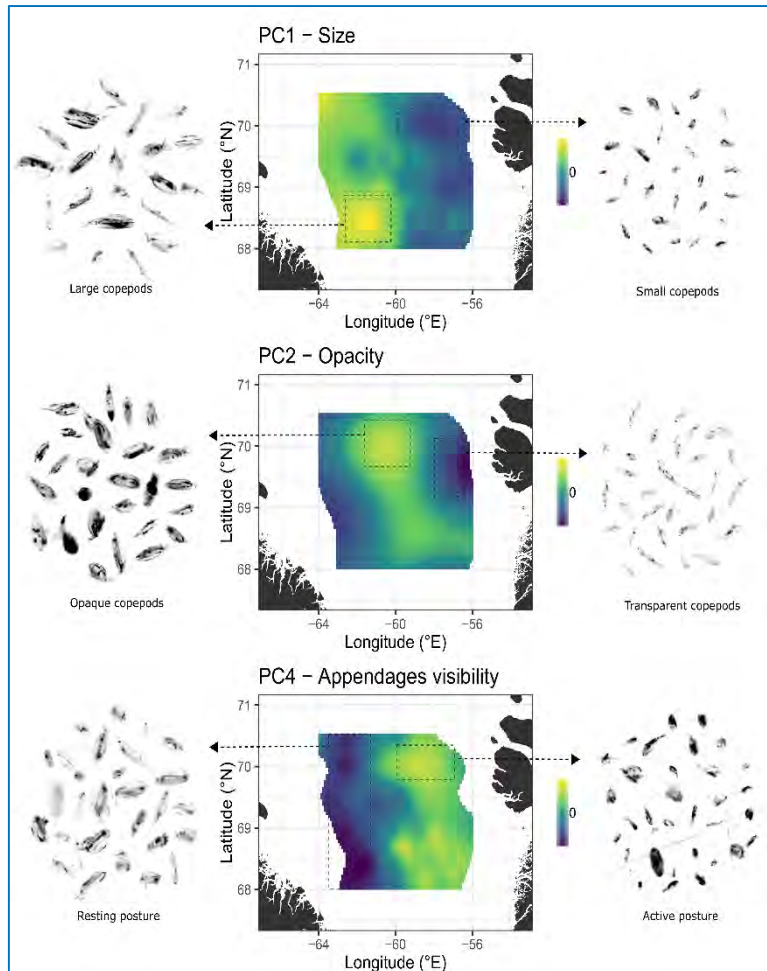 PC1 − Size
71
70
69
68
Latitude (°N)
−64
−60
−56
Longitude (°E)
0
Large copepods
Small copepods
PC2 − Opacity
71
70
69
68
Latitude (°N)
−64
−60
−56
Longitude (°E)
0
Opaque copepods
Transparent copepods
PC4 − Appendages visibility
71
70
69
68
Latitude (°N)
−64
−60
−56
Longitude (°E)
0
Resting posture
Active posture